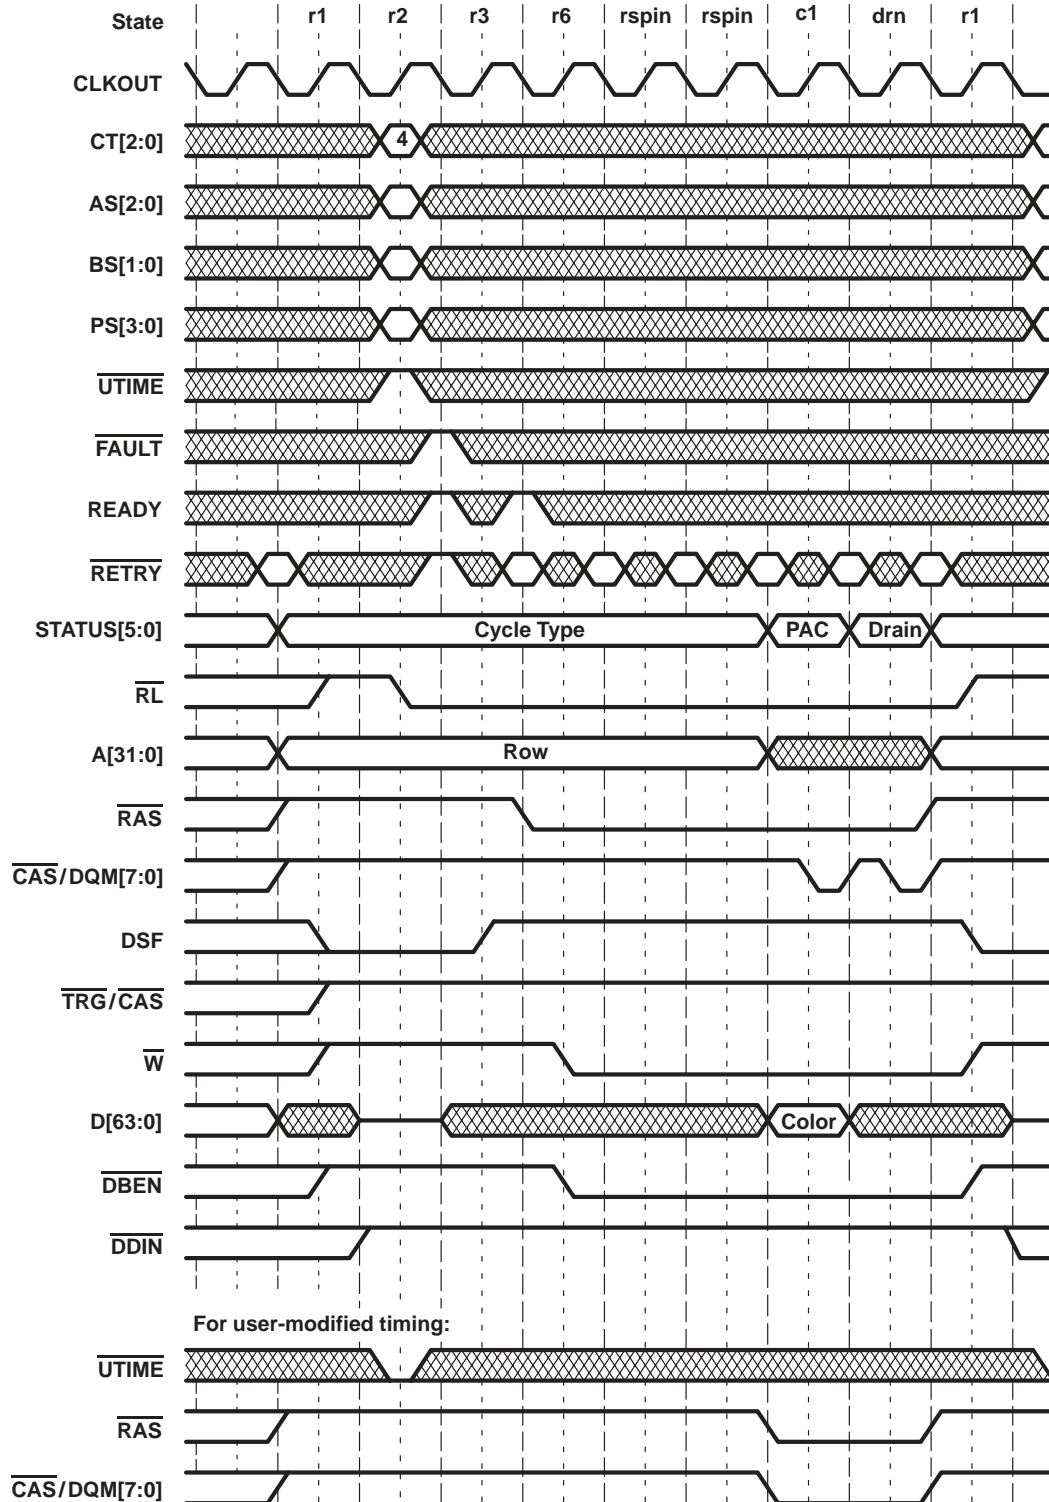 State r1 r2 r3 r6 rspin rspin c1 drn r1
CLKOUT
CT[2:0] 4
AS[2:0]
BS[1:0]
PS[3:0]
UTIME
FAULT
READY
RETRY
STATUS[5:0] Cycle Type PAC Drain
RL
A[31:0] Row
RAS
CAS/DQM[7:0]
DSF
TRG/CAS
W
D[63:0] Color
DBEN
DDIN
For user-modified timing:
UTIME
RAS
CAS/DQM[7:0]